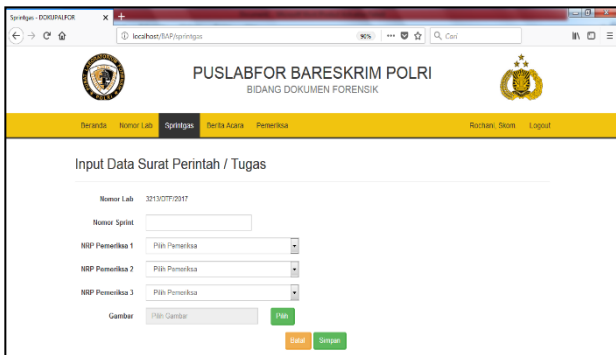 Sprintgas - DOKUPALFOR
localhost/BAP/sprintgas
90%
Cari
PUSLABFOR BARESKRIM POLRI
BIDANG DOKUMEN FORENSIK
Beranda Nomor Lab Sprintgas Berita Acara Pemeriksa Rochani, Skom Logout
Input Data Surat Perintah / Tugas
Nomor Lab 3213/DTF/2017
Nomor Sprint
NRP Pemeriksa 1 Pilih Pemeriksa
NRP Pemeriksa 2 Pilih Pemeriksa
NRP Pemeriksa 3 Pilih Pemeriksa
Gambar Pilih Gambar Pilih
Batal Simpan